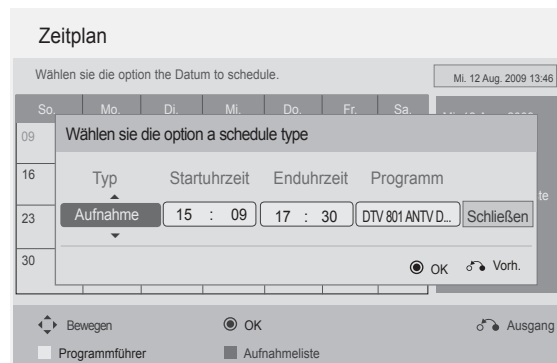 Zeitplan
Wählen sie die option the Datum to schedule.
Mi. 12 Aug. 2009 13:46
So. Mo. Di. Mi. Do. Fr. Sa.
09
Wählen sie die option a schedule type
16
Typ Startuhrzeit Enduhrzeit Programm
te
23
Aufnahme 15 : 09 17 : 30 DTV 801 ANTV D... Schließen
30
OK Vorh.
Bewegen OK Ausgang
Programmführer Aufnahmeliste